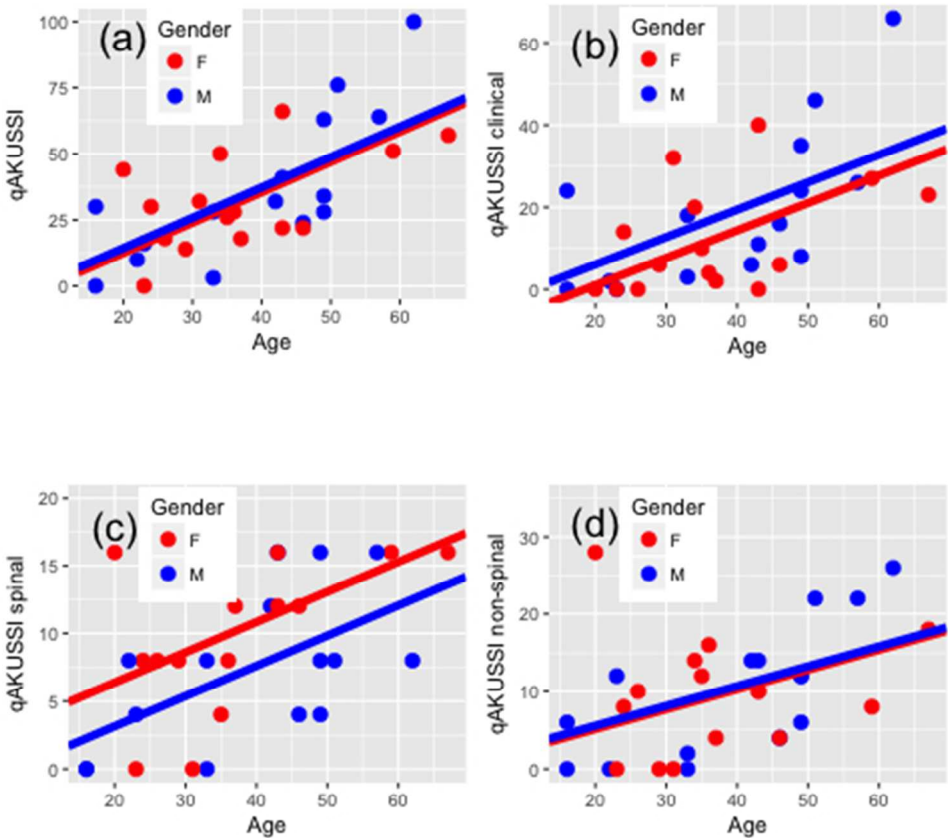 (a)
Gender
F
M
qAKUSSI
100
75
50
25
0
20 40 60
Age
(b)
Gender
F
M
qAKUSSI clinical
60
40
20
0
20 30 40 50 60
Age
(c)
Gender
F
M
qAKUSSI spinal
20
15
10
5
0
20 30 40 50 60
Age
(d)
Gender
F
M
qAKUSSI non-spinal
30
20
10
0
20 30 40 50 60
Age